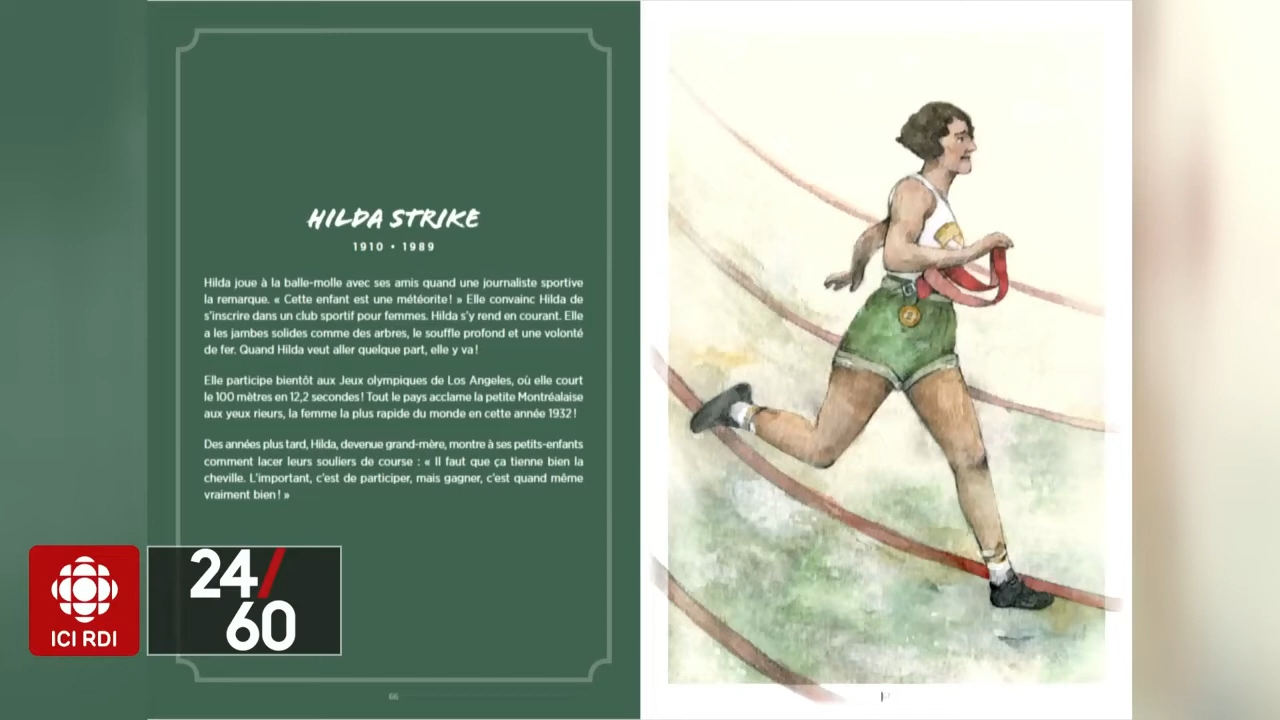 HILDA STRIKE
1910 • 1989
Hilda joue à la balle-molle avec ses amis quand une journaliste sportive
la remarque. « Cette enfant est une météorite ! » Elle convainc Hilda de
s'inscrire dans un club sportif pour femmes. Hilda s'y rend en courant. Elle
a les jambes solides comme des arbres, le souffle profond et une volonté
de fer. Quand Hilda veut aller quelque part, elle y va !
Elle participe bientôt aux Jeux olympiques de Los Angeles, où elle court
le 100 mètres en 12,2 secondes ! Tout le pays acclame la petite Montréalaise
aux yeux rieurs, la femme la plus rapide du monde en cette année 1932 !
Des années plus tard, Hilda, devenue grand-mère, montre à ses petits-enfants
comment lacer leurs souliers de course : « Il faut que ça tienne bien la
cheville. L'important, c'est de participer, mais gagner, c'est quand même
vraiment bien ! »
24/
60
ICI RDI
66